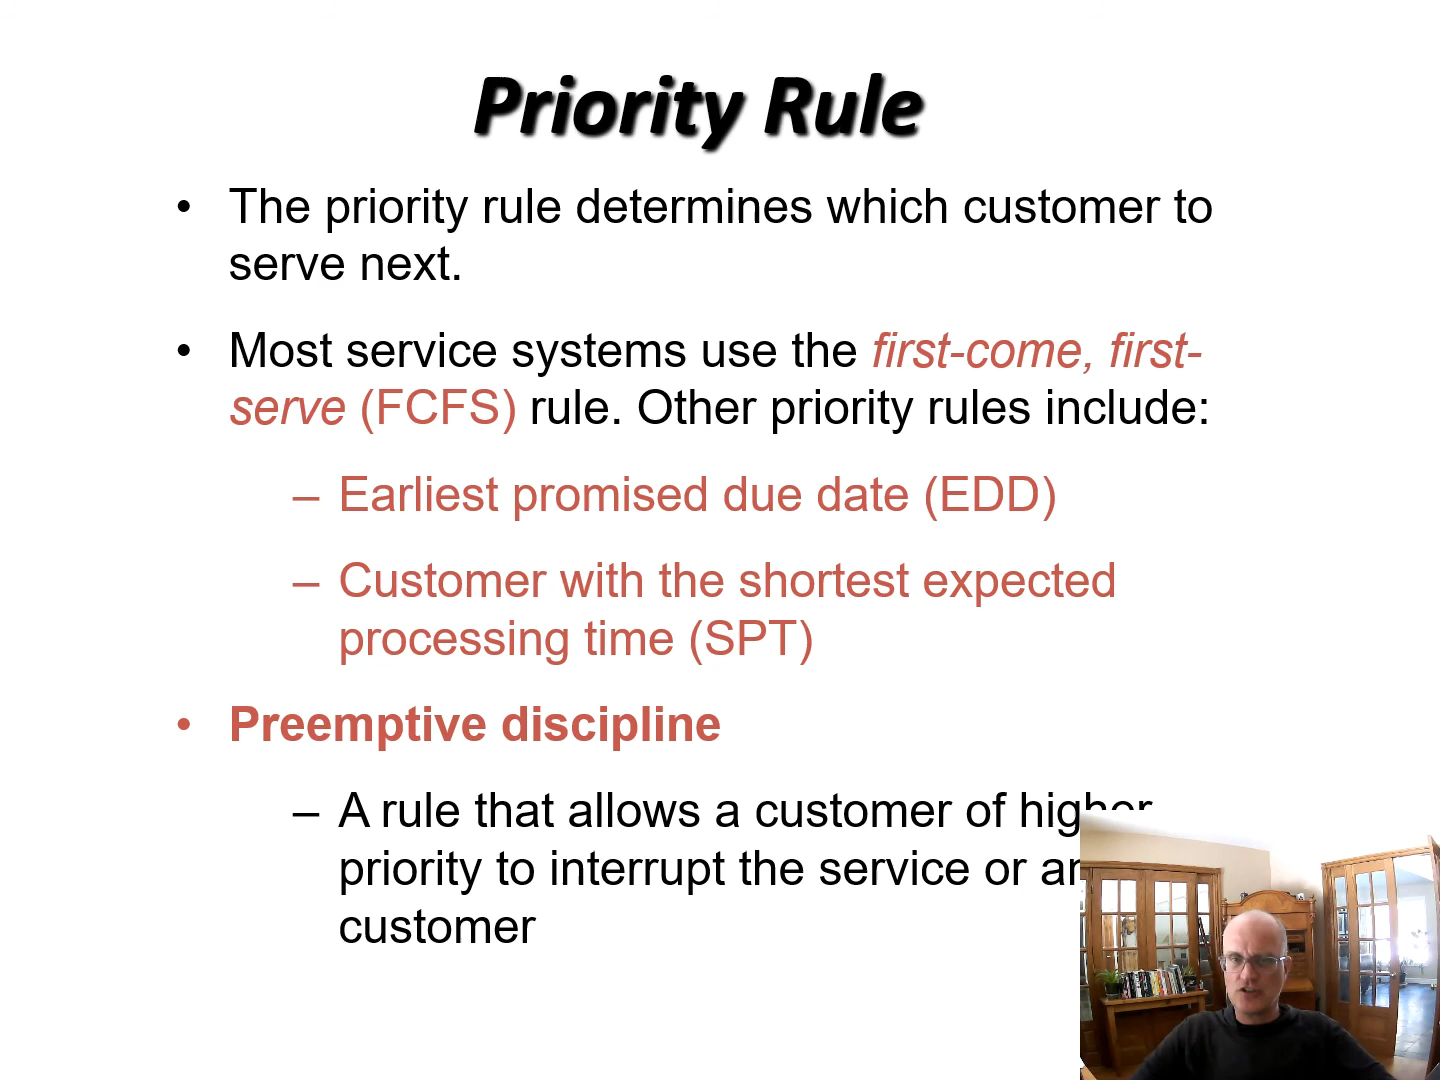 Priority Rule
• The priority rule determines which customer to
serve next.
• Most service systems use the first-come, first-
serve (FCFS) rule. Other priority rules include:
– Earliest promised due date (EDD)
– Customer with the shortest expected
processing time (SPT)
• Preemptive discipline
– A rule that allows a customer of higher
priority to interrupt the service or
customer